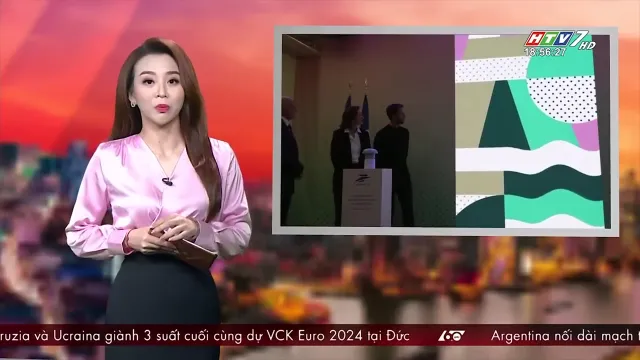 HTV7 HD
18:56:27
ruzia và Ucraina giành 3 suất cuối cùng dự VCK Euro 2024 tại Đức
60
Argentina nối dài mạch t